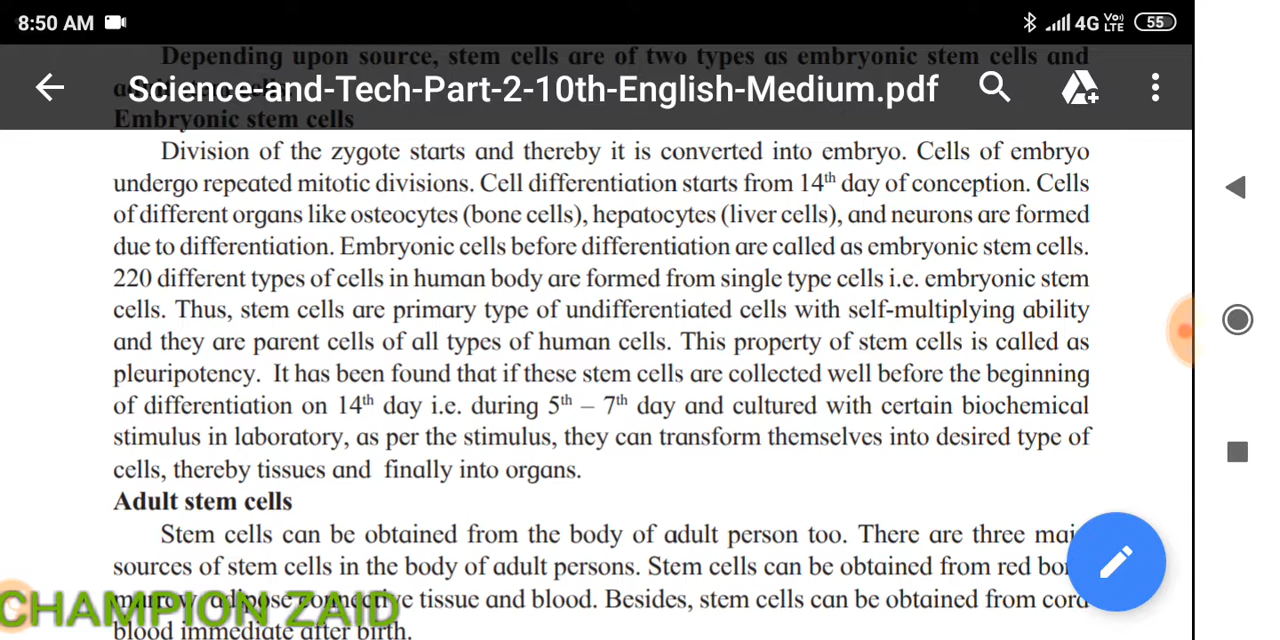 8:50 AM
4G Vo)) LTE 55
Depending upon source, stem cells are of two types as embryonic stem cells and
Science-and-Tech-Part-2-10th-English-Medium.pdf
Embryonic stem cells
Division of the zygote starts and thereby it is converted into embryo. Cells of embryo
undergo repeated mitotic divisions. Cell differentiation starts from 14th day of conception. Cells
of different organs like osteocytes (bone cells), hepatocytes (liver cells), and neurons are formed
due to differentiation. Embryonic cells before differentiation are called as embryonic stem cells.
220 different types of cells in human body are formed from single type cells i.e. embryonic stem
cells. Thus, stem cells are primary type of undifferentiated cells with self-multiplying ability
and they are parent cells of all types of human cells. This property of stem cells is called as
pleuripotency. It has been found that if these stem cells are collected well before the beginning
of differentiation on 14th day i.e. during 5th – 7th day and cultured with certain biochemical
stimulus in laboratory, as per the stimulus, they can transform themselves into desired type of
cells, thereby tissues and finally into organs.
Adult stem cells
Stem cells can be obtained from the body of adult person too. There are three
sources of stem cells in the body of adult persons. Stem cells can be obtained from red
marrow, adipose connective tissue and blood. Besides, stem cells can be obtained from cord
CHAMPION ZAID
blood immediate after birth.